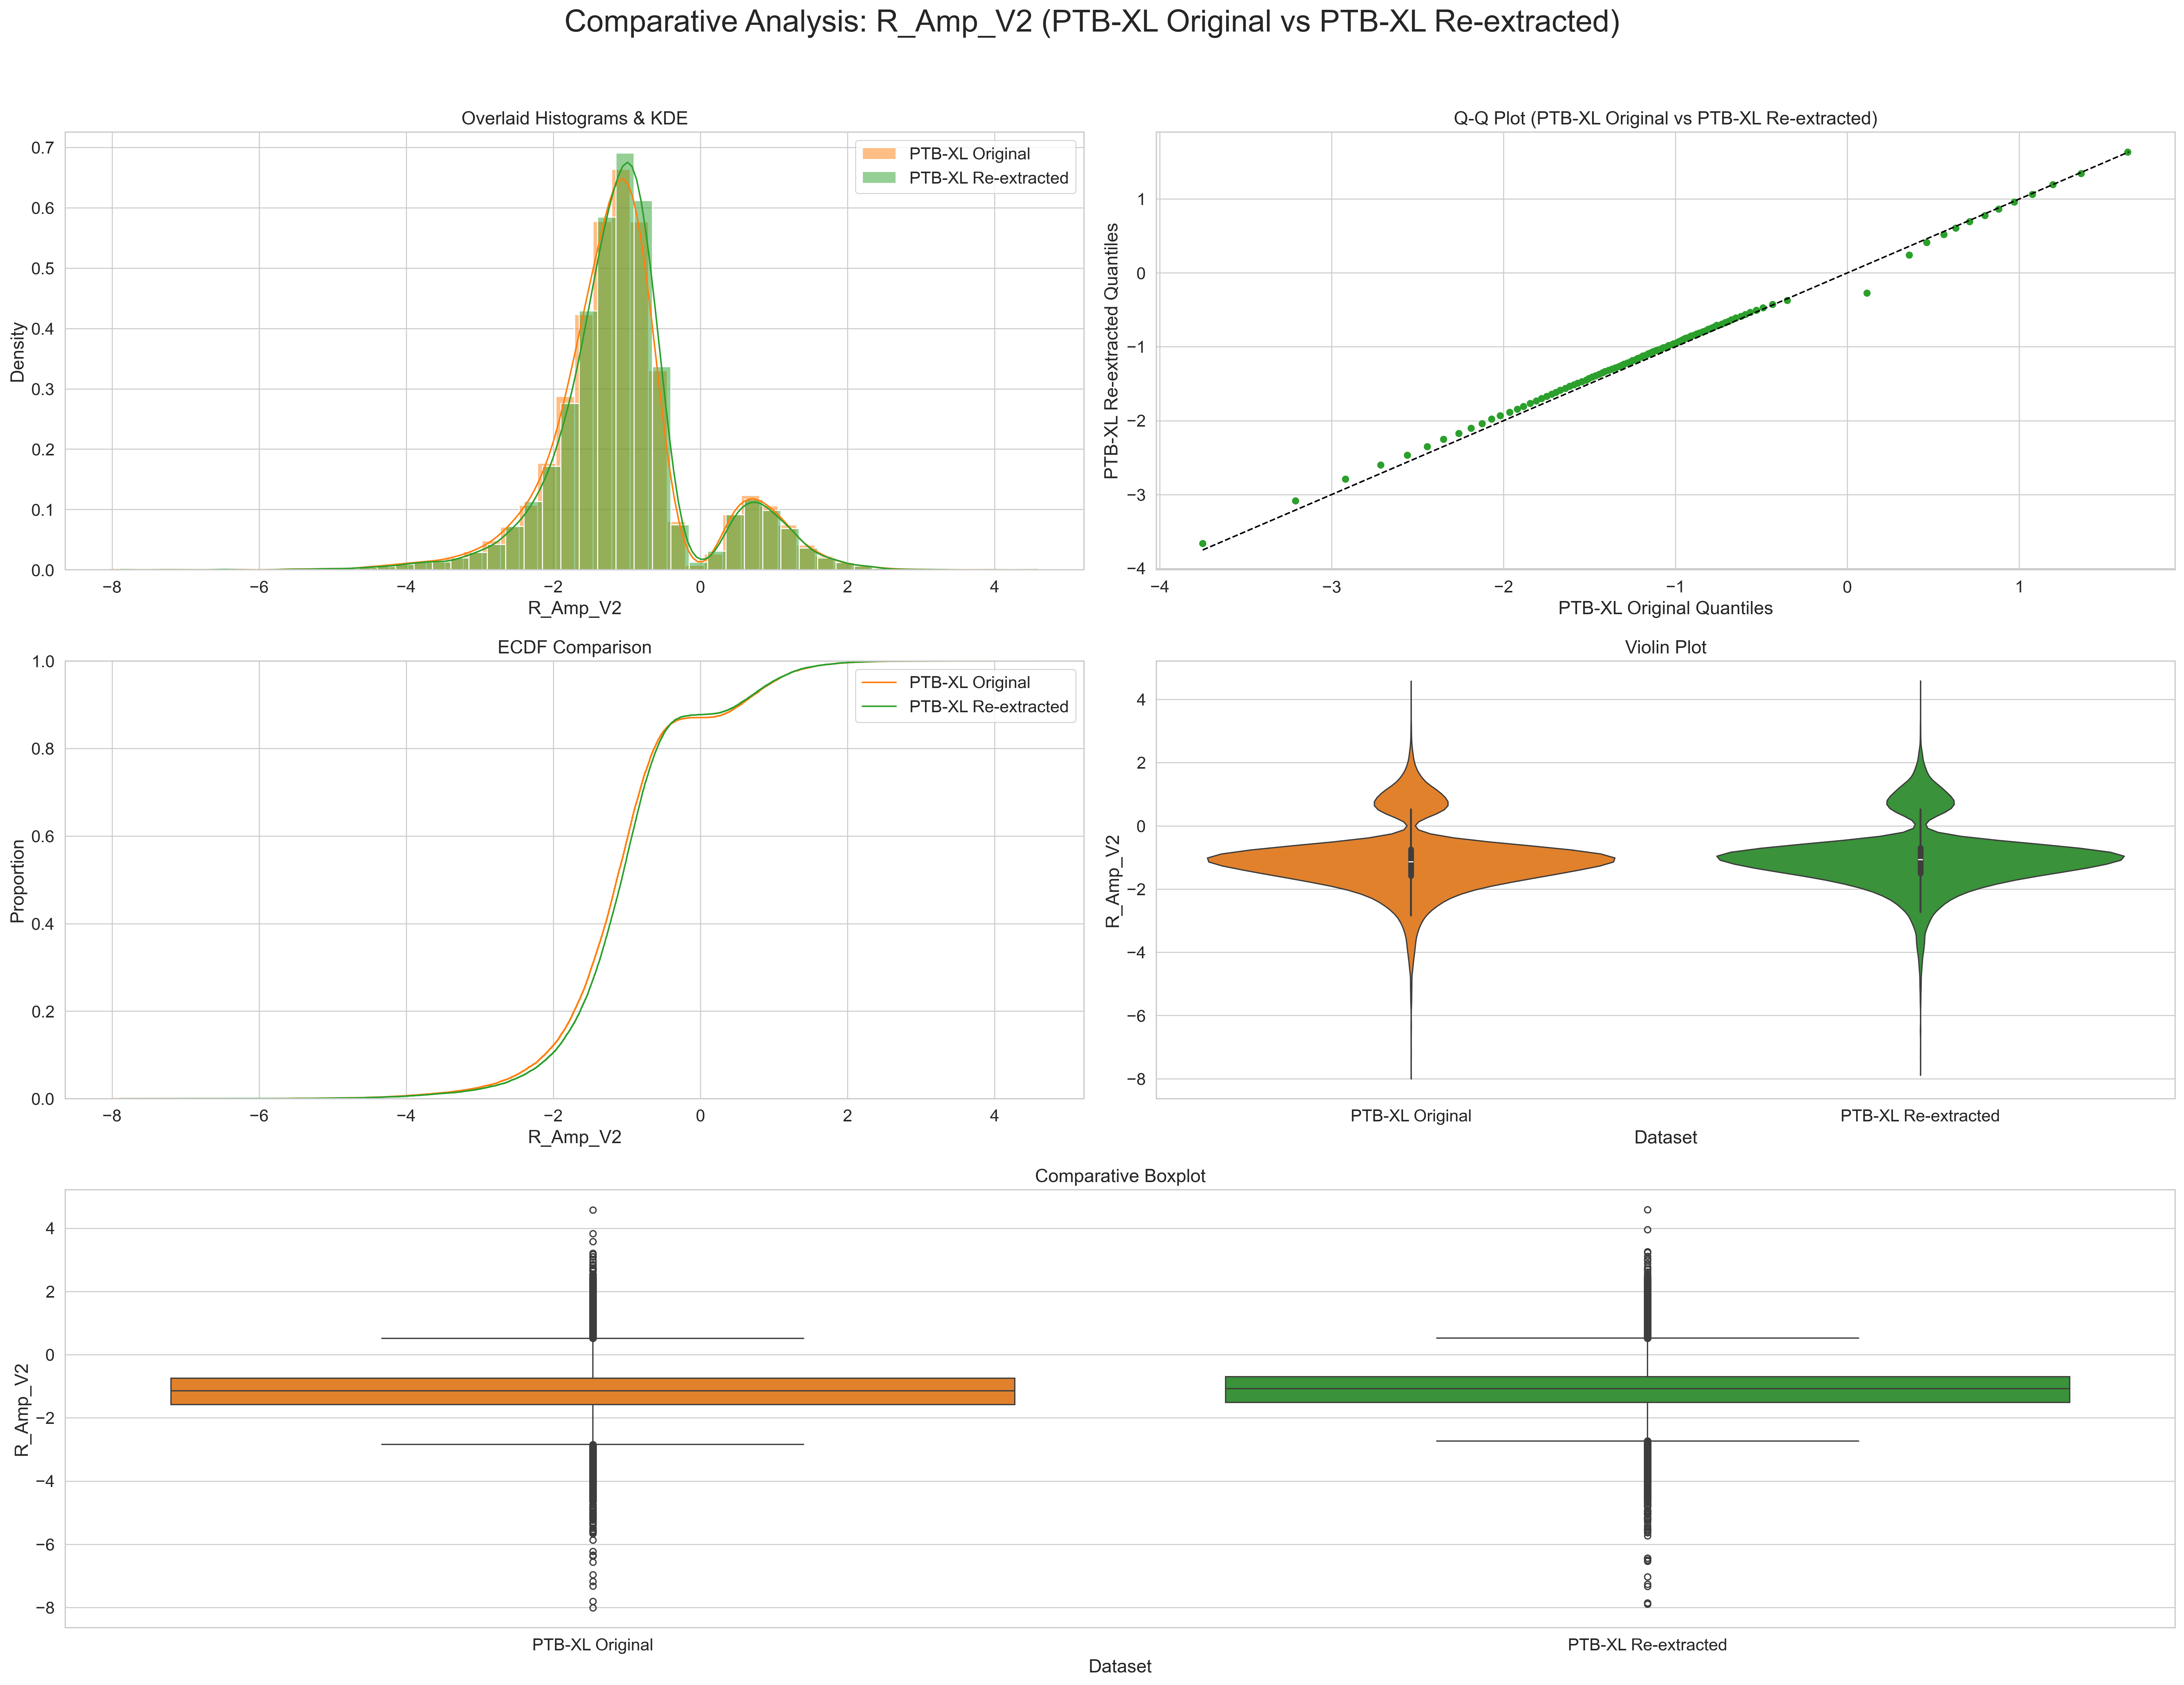 Comparative Analysis: R_Amp_V2 (PTB-XL Original vs PTB-XL Re-extracted)
Overlaid Histograms & KDE
0.7
0.6
0.5
0.4
0.3
0.2
0.1
0.0
Density
PTB-XL Original
PTB-XL Re-extracted
−8 −6 −4 −2 0 2 4
R_Amp_V2
Q-Q Plot (PTB-XL Original vs PTB-XL Re-extracted)
1
0
−1
−2
−3
−4
PTB-XL Re-extracted Quantiles
−4 −3 −2 −1 0 1
PTB-XL Original Quantiles
ECDF Comparison
1.0
0.8
0.6
0.4
0.2
0.0
Proportion
PTB-XL Original
PTB-XL Re-extracted
−8 −6 −4 −2 0 2 4
R_Amp_V2
Violin Plot
4
2
0
−2
−4
−6
−8
R_Amp_V2
PTB-XL Original PTB-XL Re-extracted
Dataset
Comparative Boxplot
4
2
0
−2
−4
−6
−8
R_Amp_V2
PTB-XL Original PTB-XL Re-extracted
Dataset